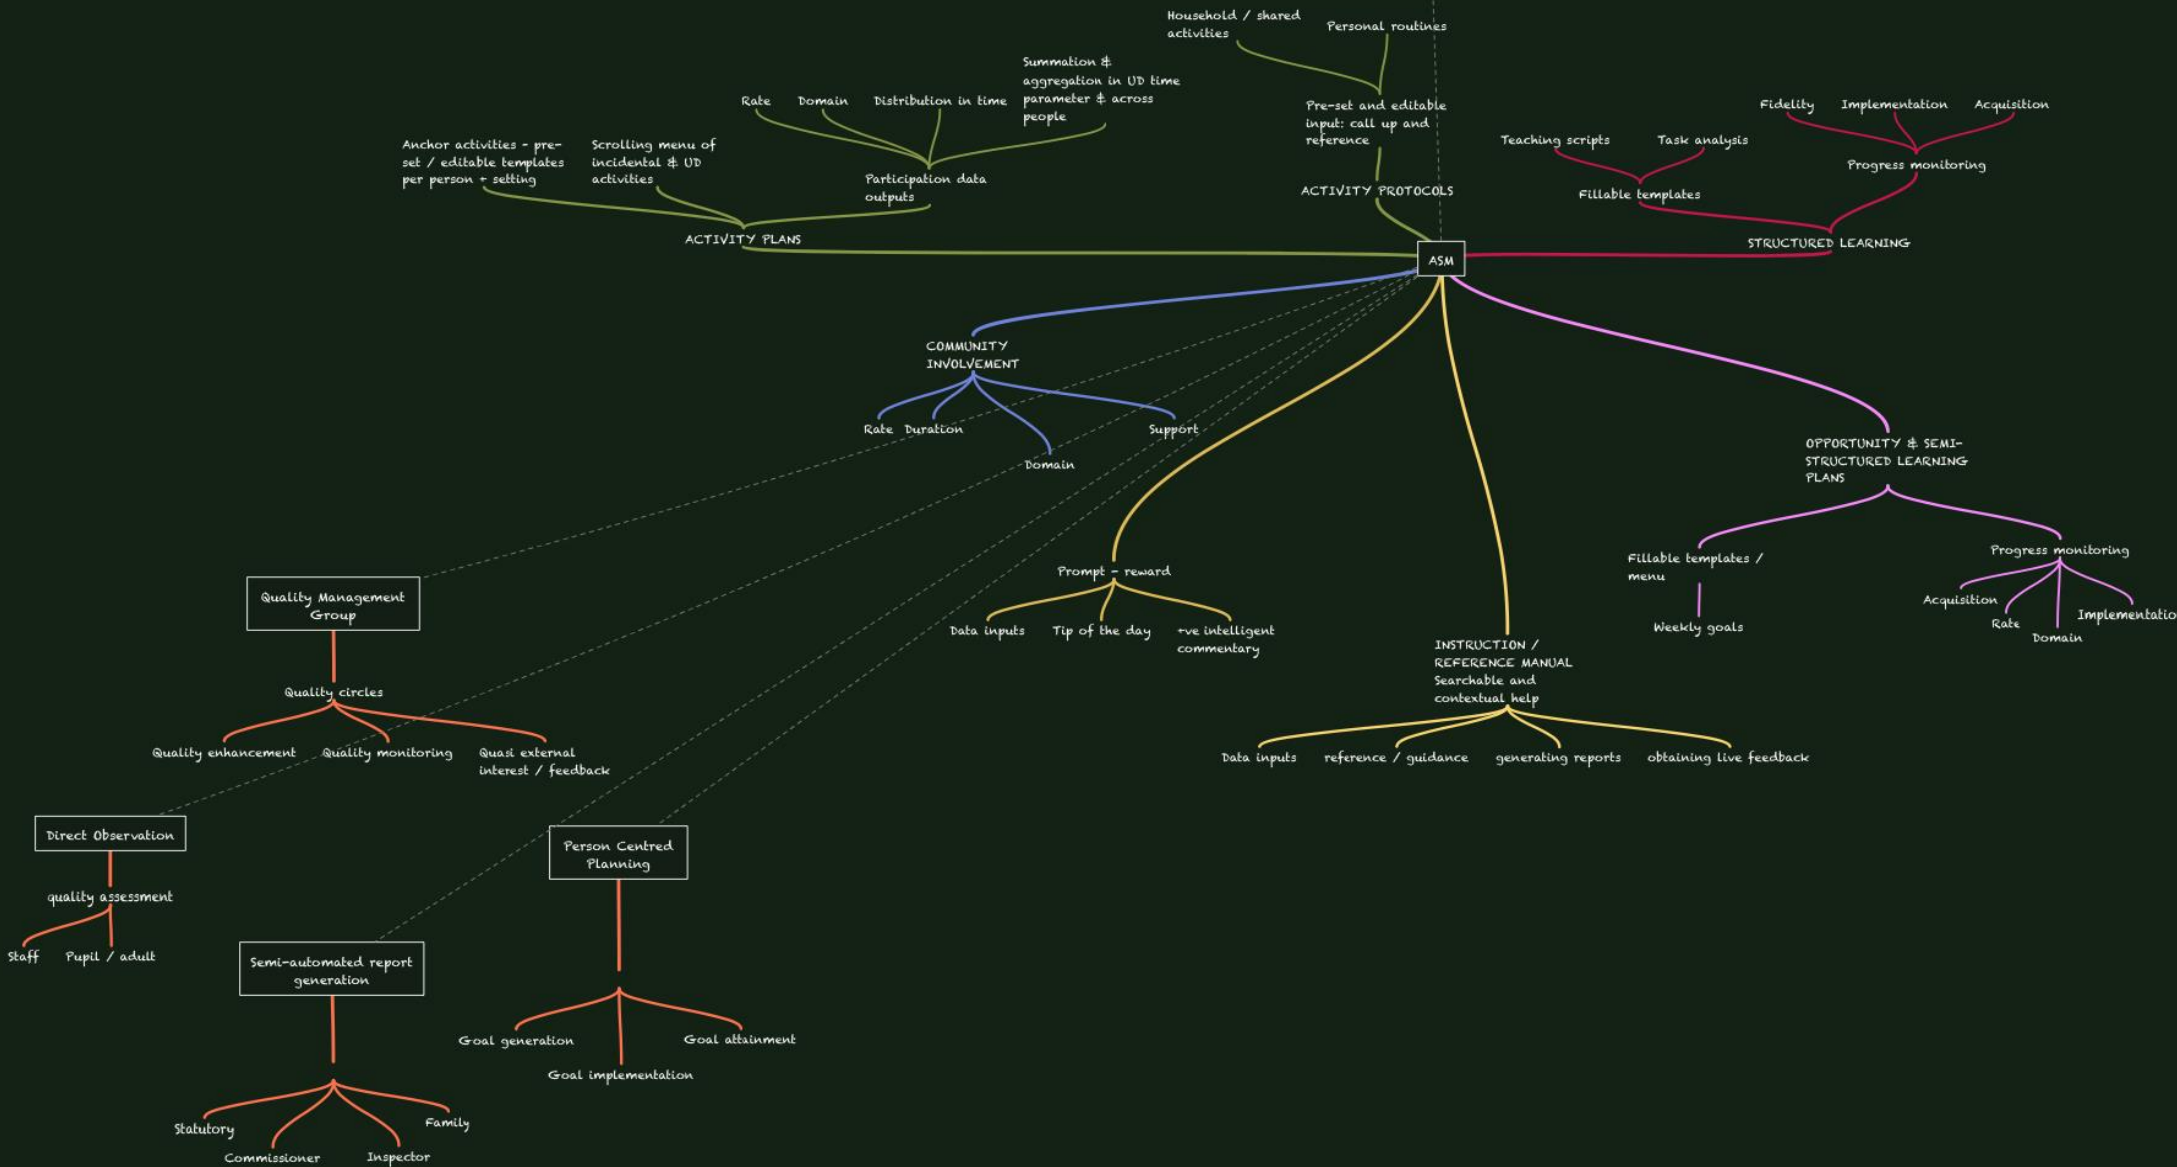 Household / shared
activities
Personal routines
Summation &
aggregation in UD time
parameter & across
people
Rate
Domain
Distribution in time
Pre-set and editable
input: call up and
reference
Fidelity
Implementation
Acquisition
Anchor activities - pre-
set / editable templates
per person + setting
Scrolling menu of
incidental & UD
activities
Teaching scripts
Task analysis
Participation data
outputs
Progress monitoring
ACTIVITY PROTOCOLS
Fillable templates
ACTIVITY PLANS
STRUCTURED LEARNING
ASM
COMMUNITY
INVOLVEMENT
Rate
Duration
Support
Domain
OPPORTUNITY & SEMI-
STRUCTURED LEARNING
PLANS
Fillable templates /
menu
Weekly goals
Progress monitoring
Acquisition
Rate
Domain
Implementatio
Prompt - reward
Data inputs
Tip of the day
+ve intelligent
commentary
INSTRUCTION /
REFERENCE MANUAL
Searchable and
contextual help
Data inputs
reference / guidance
generating reports
obtaining live feedback
Quality Management
Group
Quality circles
Quality enhancement
Quality monitoring
Quasi external
interest / feedback
Direct Observation
quality assessment
Staff
Pupil / adult
Person Centred
Planning
Goal generation
Goal attainment
Goal implementation
Semi-automated report
generation
Statutory
Family
Commissioner
Inspector